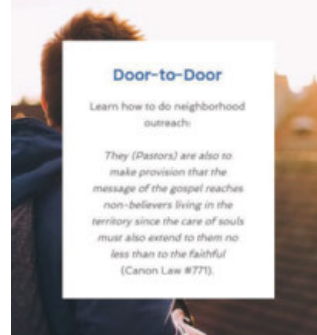 Door-to-Door
Learn how to do neighborhood
outreach:
They (Pastors) are also to
make provision that the
message of the gospel reaches
non-believers living in the
territory since the care of souls
must also extend to them no
less than to the faithful
(Canon Law #771).